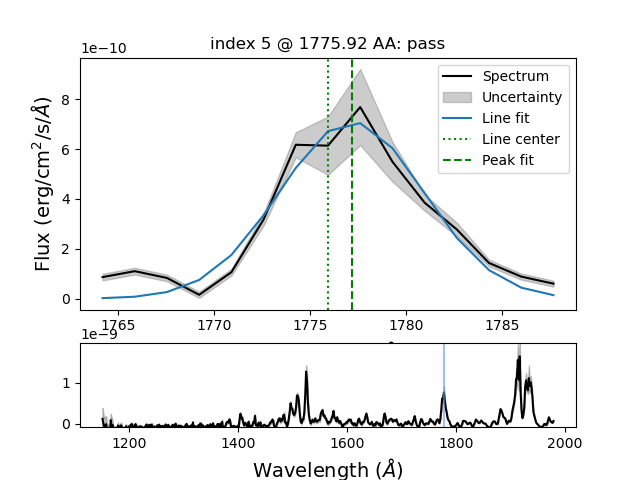 index 5 @ 1775.92 AA: pass
1e−10
Flux (erg/cm²/s/Å)
8
6
4
2
0
Spectrum
Uncertainty
Line fit
Line center
Peak fit
1765 1770 1775 1780 1785
1e−9
1
0
1200 1400 1600 1800 2000
Wavelength (Å)